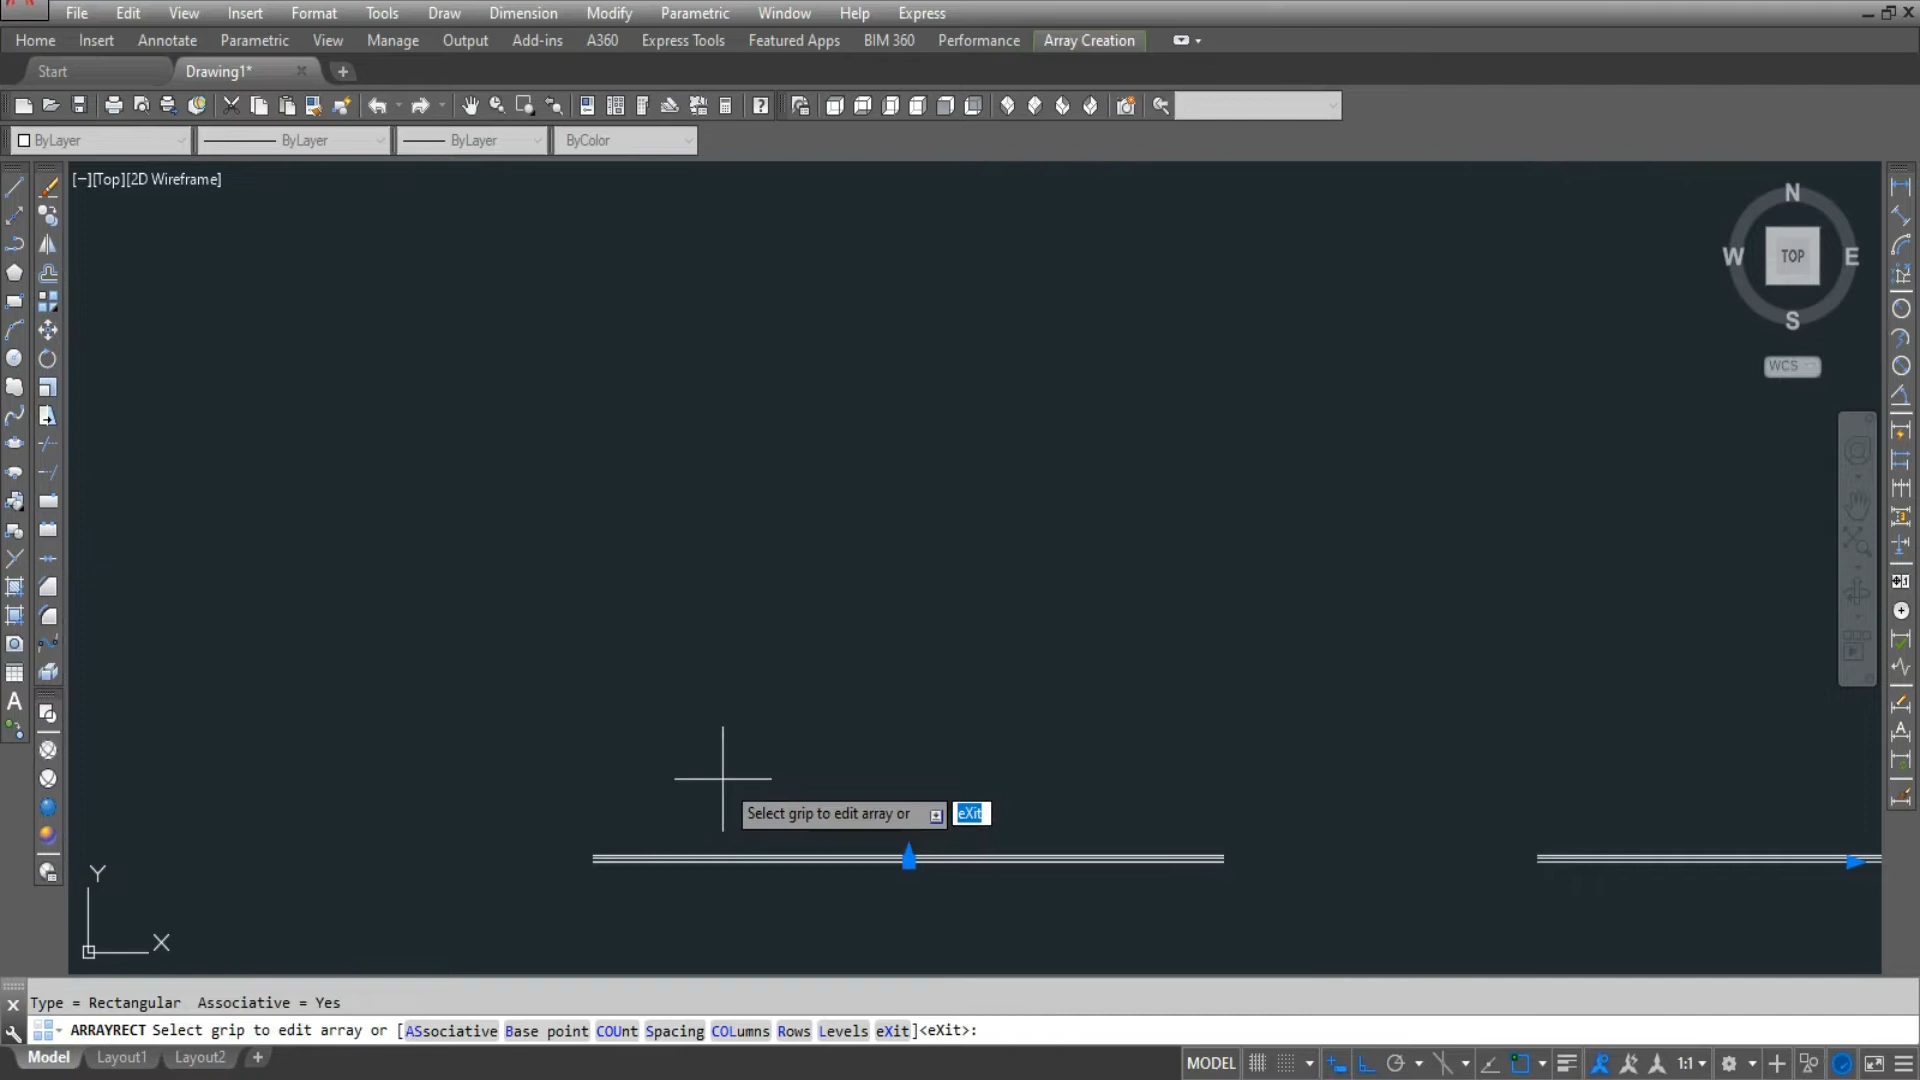 File Edit View Insert Format Tools Draw Dimension Modify Parametric Window Help Express
Home Insert Annotate Parametric View Manage Output Add-ins A360 Express Tools Featured Apps BIM 360 Performance Array Creation
Start Drawing1*
ByLayer ByLayer ByLayer ByColor
[−][Top][2D Wireframe]
N
W TOP E
S
WCS
Select grip to edit array or eXit
Y
X
Type = Rectangular Associative = Yes
ARRAYRECT Select grip to edit array or [ASsociative Base point COUnt Spacing COLumns Rows Levels eXit]<eXit>:
Model Layout1 Layout2 + MODEL 1:1